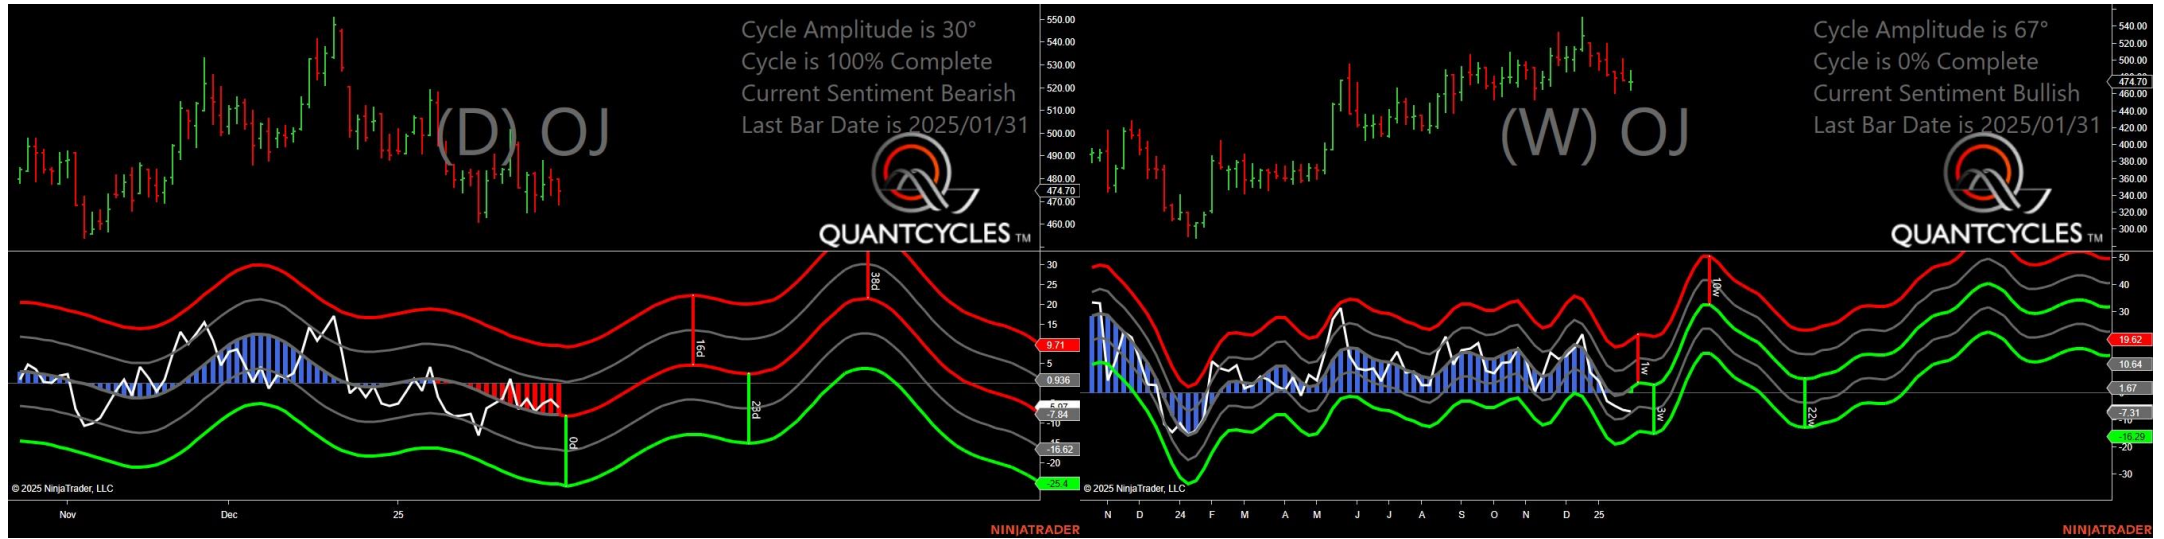 Cycle Amplitude is 30°
Cycle is 100% Complete
Current Sentiment Bearish
Last Bar Date is 2025/01/31
(D) OJ
QUANTCYCLES TM
550.00
540.00
530.00
520.00
510.00
500.00
490.00
480.00
474.70
470.00
460.00
30
25
20
15
9.71
5
0.936
-5.07
-7.84
-10
-15
-16.62
-20
-25.4
16d
38d
0d
28d
© 2025 NinjaTrader, LLC
Nov Dec 25
NINJATRADER
Cycle Amplitude is 67°
Cycle is 0% Complete
Current Sentiment Bullish
Last Bar Date is 2025/01/31
(W) OJ
QUANTCYCLES TM
540.00
520.00
500.00
474.70
460.00
440.00
420.00
400.00
380.00
360.00
340.00
320.00
300.00
50
40
30
19.62
10.64
1.67
-7.31
-10
-16.29
-20
-30
1w
3w
10w
22w
© 2025 NinjaTrader, LLC
N D 24 F M A M J J A S O N D 25
NINJATRADER